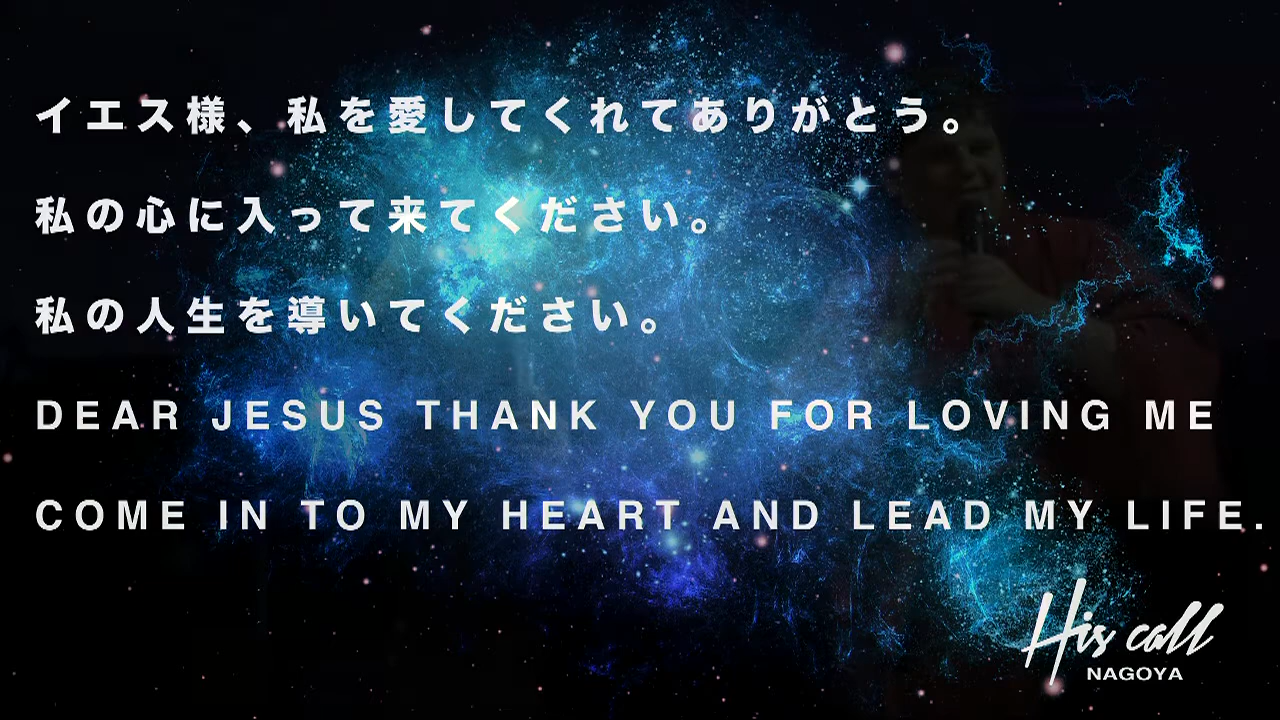 イエス様、私を愛してくれてありがとう。
私の心に入って来てください。
私の人生を導いてください。
DEAR JESUS THANK YOU FOR LOVING ME
COME IN TO MY HEART AND LEAD MY LIFE.
His call
NAGOYA